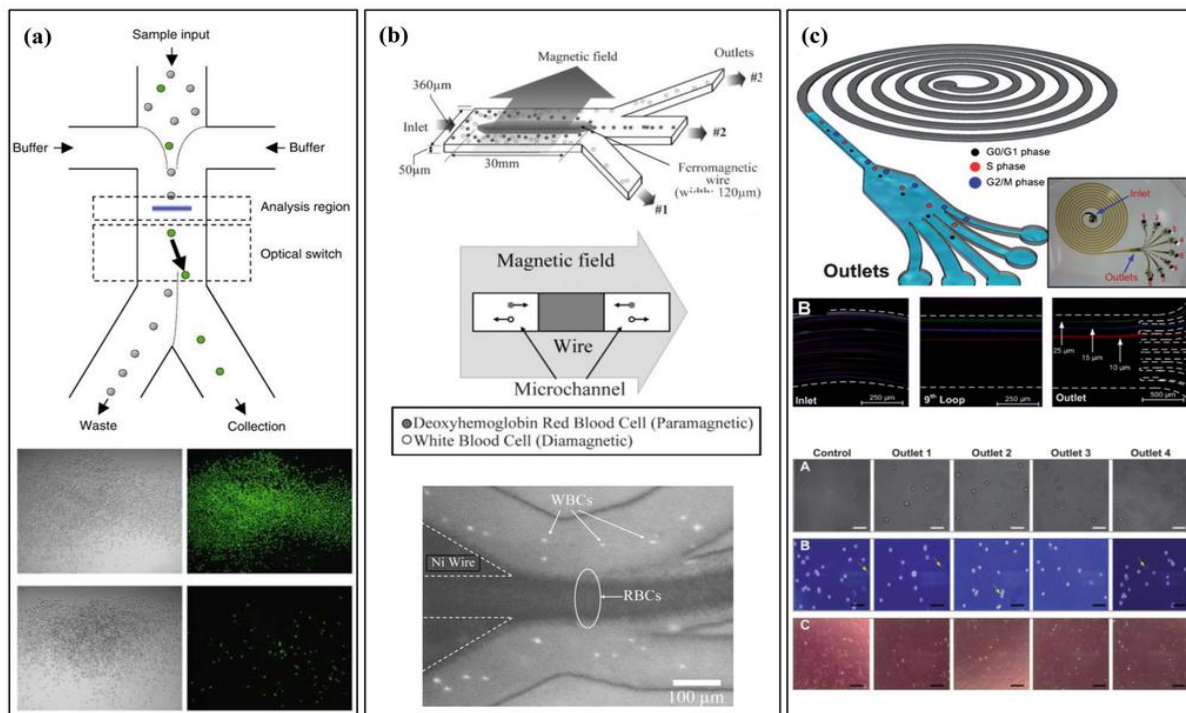 (a)
Sample input
Buffer
Buffer
Analysis region
Optical switch
Waste
Collection
(b)
Magnetic field
Outlets
#3
360µm
Inlet
#2
50µm
30mm
Ferromagnetic
wire
(width: 120µm)
#1
Magnetic field
Wire
Microchannel
Deoxyhemoglobin Red Blood Cell (Paramagnetic)
White Blood Cell (Diamagnetic)
WBCs
Ni Wire
RBCs
100 µm
(c)
G0/G1 phase
S phase
G2/M phase
Inlet
Outlets
Outlets
B
25 µm
15 µm
10 µm
Inlet
250 µm
9th Loop
250 µm
Outlet
500 µm
Control
Outlet 1
Outlet 2
Outlet 3
Outlet 4
A
B
C